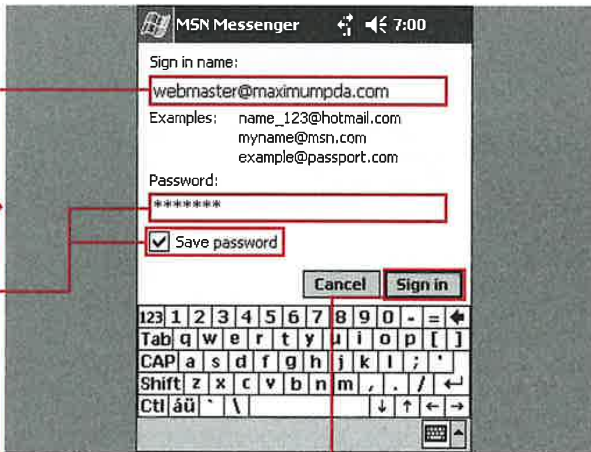 MSN Messenger 7:00
Sign in name:
webmaster@maximumpda.com
Examples: name_123@hotmail.com
myname@msn.com
example@passport.com
Password:
*******
Save password
Cancel Sign in
123 1 2 3 4 5 6 7 8 9 0 - =
Tab q w e r t y u i o p [ ]
CAP a s d f g h j k l ; '
Shift z x c v b n m , . /
Ctl áü ` \